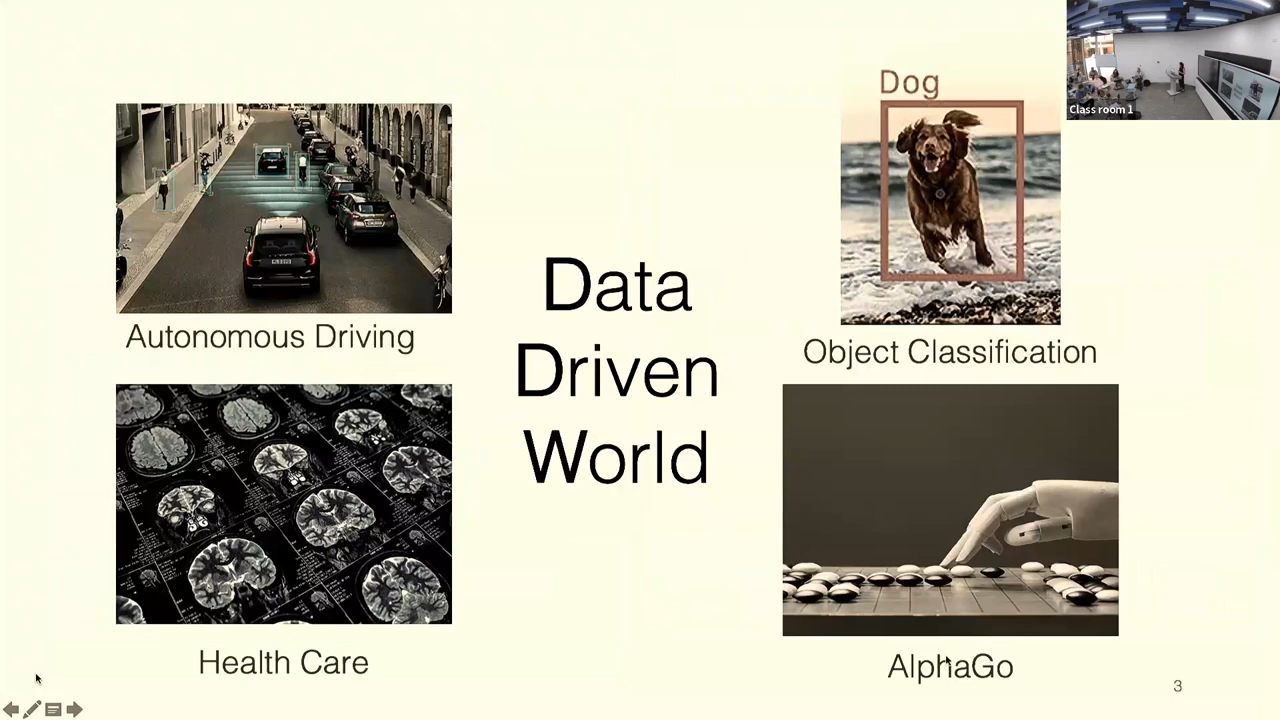 Dog
Class room 1
Autonomous Driving
Data
Driven
World
Object Classification
Health Care
AlphaGo
3